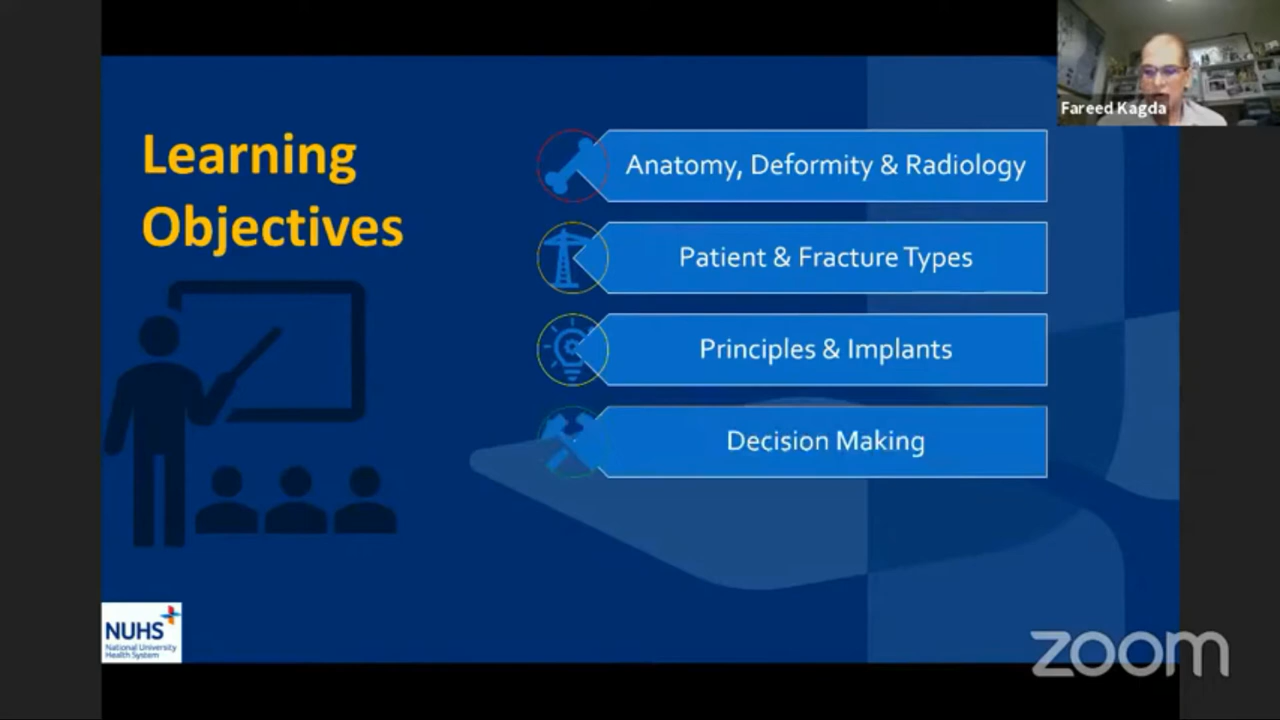 Learning
Objectives
Anatomy, Deformity & Radiology
Patient & Fracture Types
Principles & Implants
Decision Making
Fareed Kagda
NUHS
National University
Health System
zoom